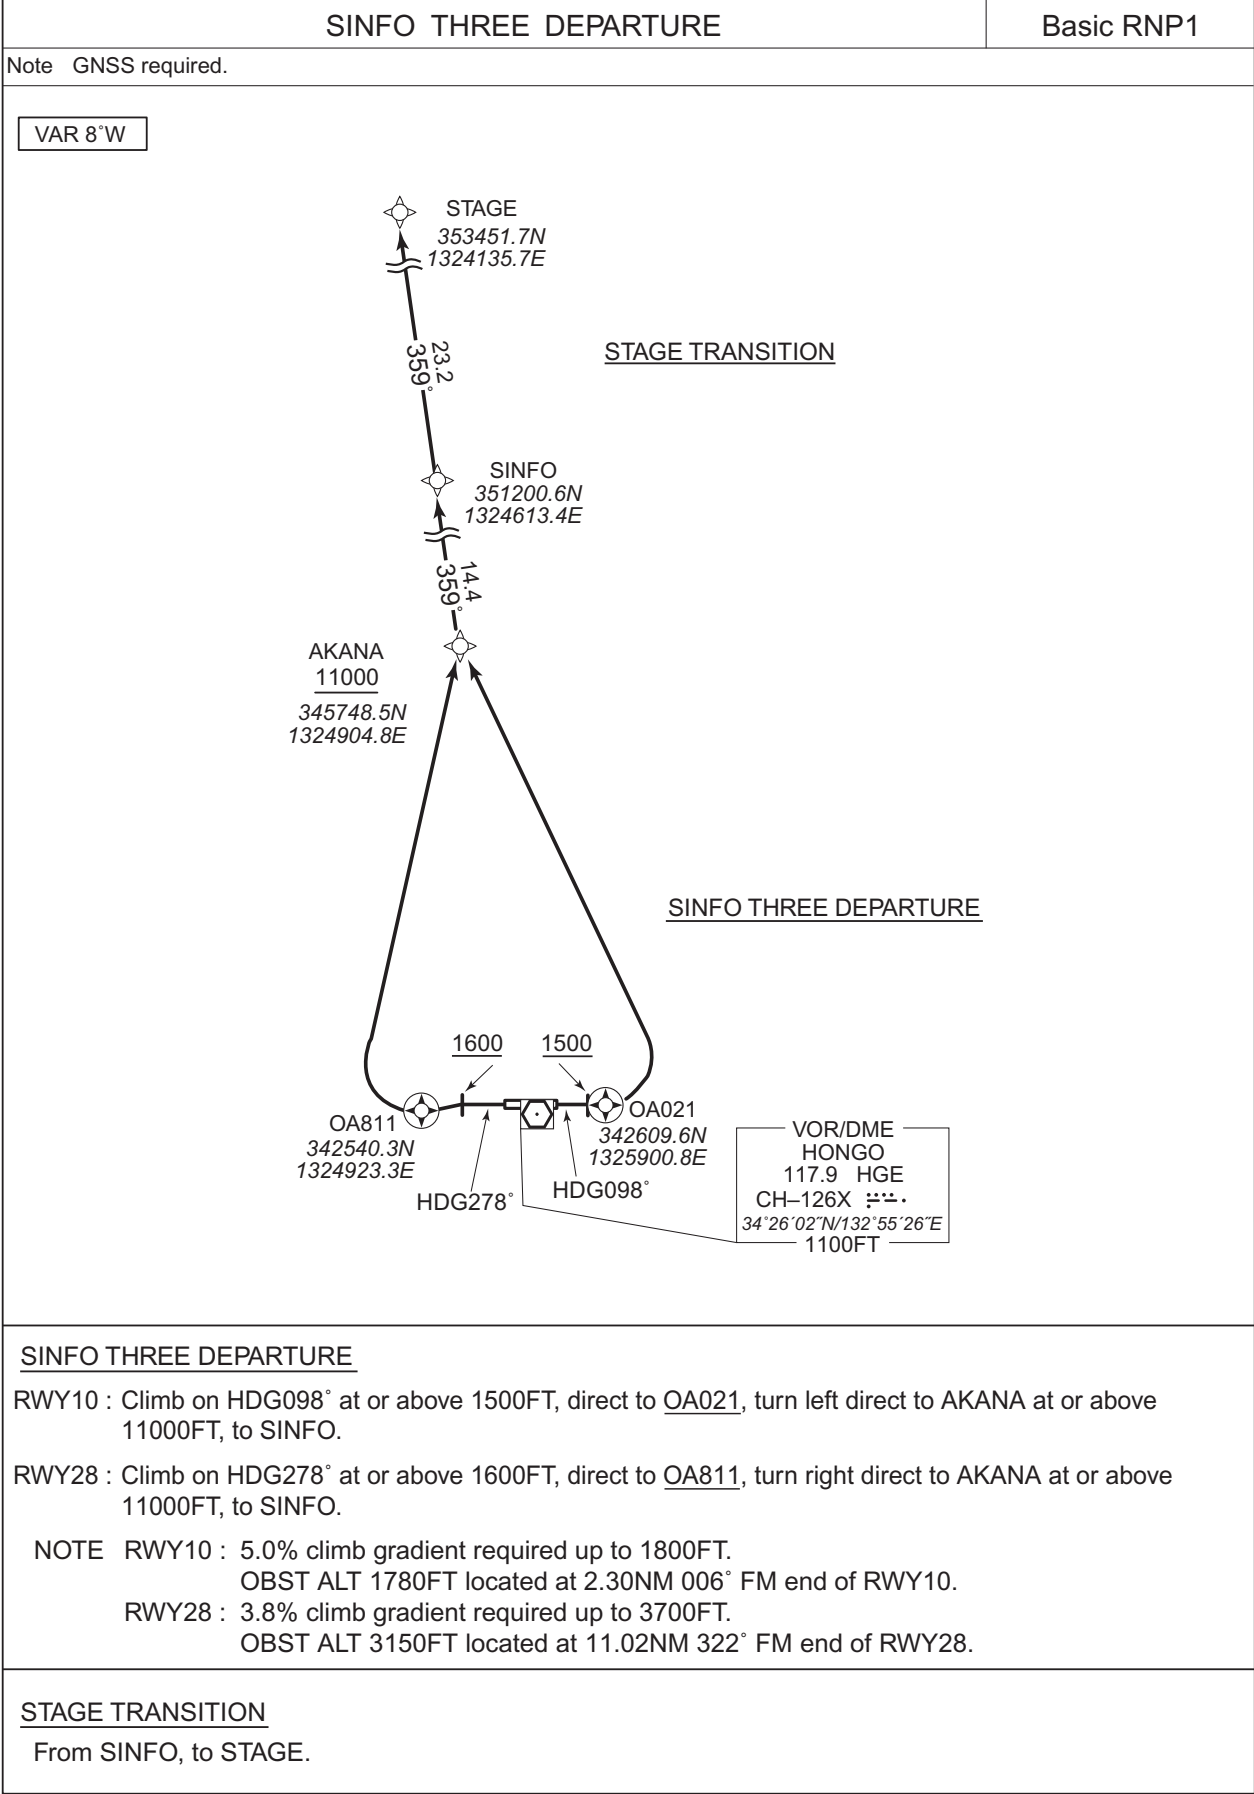 SINFO THREE DEPARTURE
Basic RNP1
Note GNSS required.
VAR 8˚W
STAGE
353451.7N
1324135.7E
23.2
359˚
STAGE TRANSITION
SINFO
351200.6N
1324613.4E
14.4
359˚
AKANA
11000
345748.5N
1324904.8E
SINFO THREE DEPARTURE
1600
1500
OA811
342540.3N
1324923.3E
OA021
342609.6N
1325900.8E
HDG278˚
HDG098˚
VOR/DME
HONGO
117.9 HGE
CH–126X
34˚26´02˝N/132˚55´26˝E
1100FT
SINFO THREE DEPARTURE
RWY10 : Climb on HDG098˚ at or above 1500FT, direct to OA021, turn left direct to AKANA at or above
11000FT, to SINFO.
RWY28 : Climb on HDG278˚ at or above 1600FT, direct to OA811, turn right direct to AKANA at or above
11000FT, to SINFO.
NOTE RWY10 : 5.0% climb gradient required up to 1800FT.
OBST ALT 1780FT located at 2.30NM 006˚ FM end of RWY10.
RWY28 : 3.8% climb gradient required up to 3700FT.
OBST ALT 3150FT located at 11.02NM 322˚ FM end of RWY28.
STAGE TRANSITION
From SINFO, to STAGE.